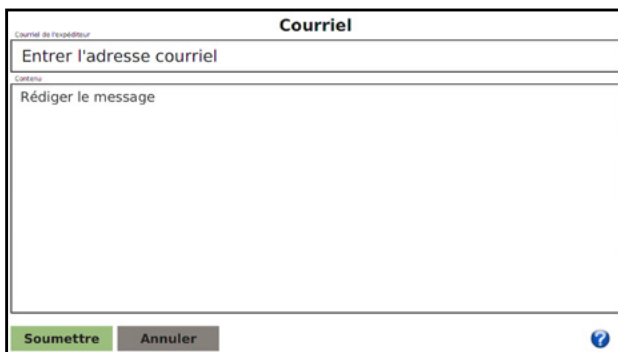 Courriel
Courriel de l'expéditeur
Entrer l'adresse courriel
Contenu
Rédiger le message
Soumettre
Annuler
?